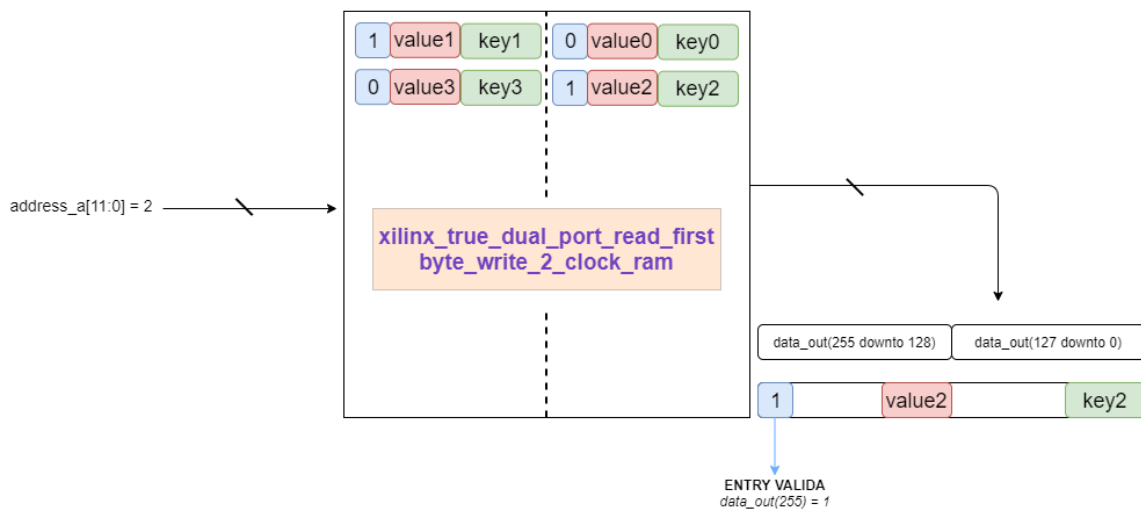 1 value1 key1 0 value0 key0
0 value3 key3 1 value2 key2
address_a[11:0] = 2
xilinx_true_dual_port_read_first
byte_write_2_clock_ram
data_out(255 downto 128) data_out(127 downto 0)
1 value2 key2
ENTRY VALIDA
data_out(255) = 1